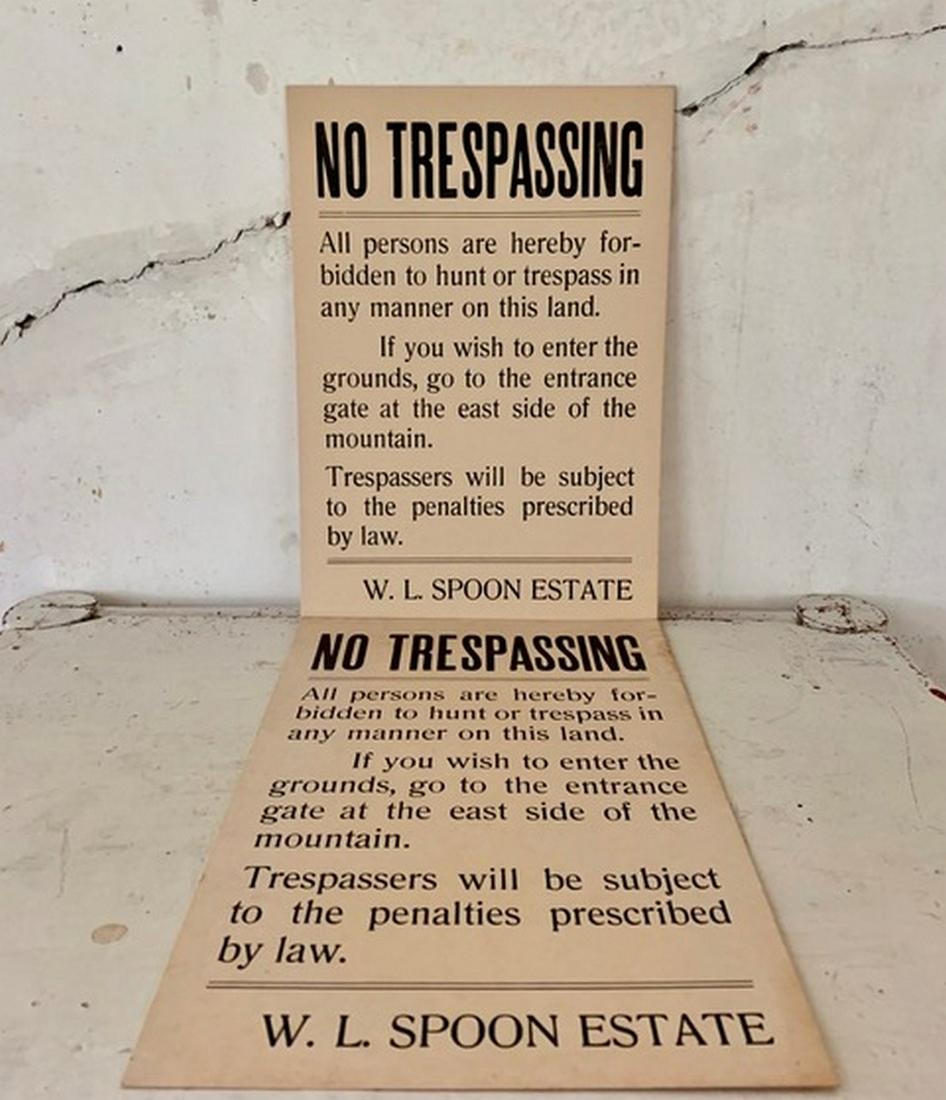 NO TRESPASSING
All persons are hereby for-
bidden to hunt or trespass in
any manner on this land.
If you wish to enter the
grounds, go to the entrance
gate at the east side of the
mountain.
Trespassers will be subject
to the penalties prescribed
by law.
W. L. SPOON ESTATE
NO TRESPASSING
All persons are hereby for-
bidden to hunt or trespass in
any manner on this land.
If you wish to enter the
grounds, go to the entrance
gate at the east side of the
mountain.
Trespassers will be subject
to the penalties prescribed
by law.
W. L. SPOON ESTATE